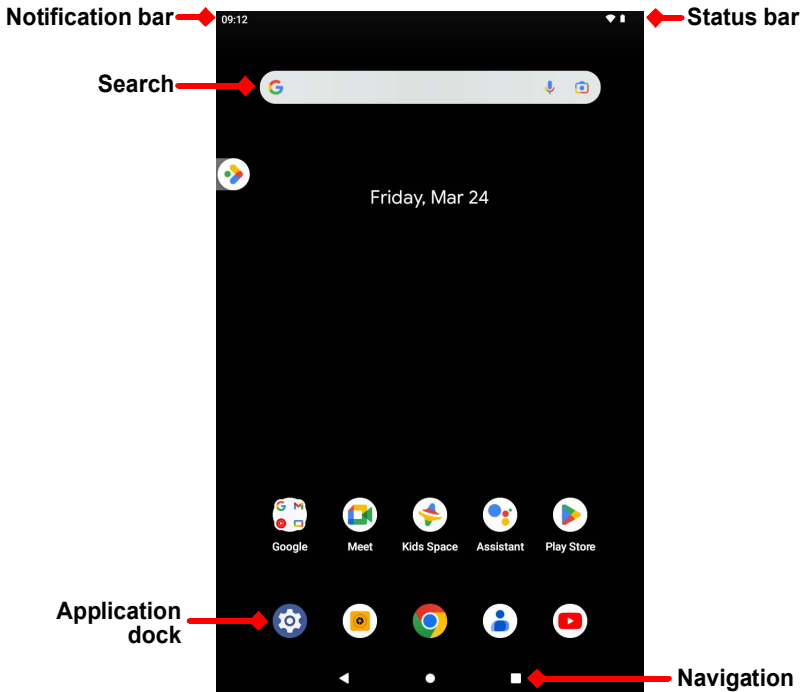 Notification bar
09:12
Status bar
Search
G
Friday, Mar 24
G M
Google
Meet
Kids Space
Assistant
Play Store
Application
dock
Navigation